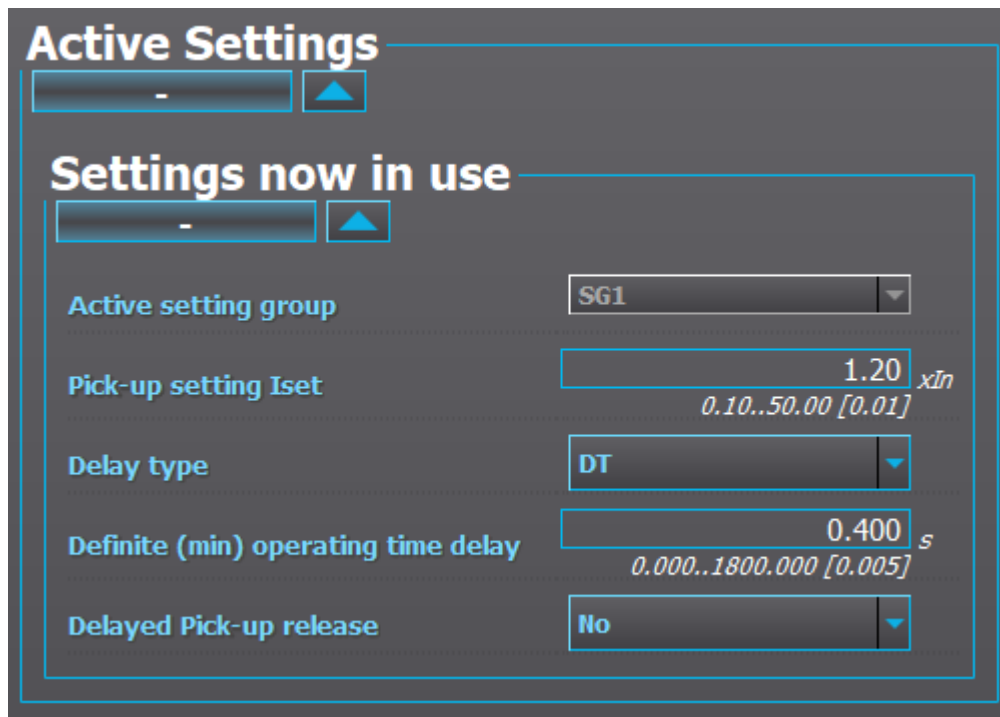 Active Settings
-
Settings now in use
-
Active setting group SG1
Pick-up setting Iset 1.20 xIn
0.10..50.00 [0.01]
Delay type DT
Definite (min) operating time delay 0.400 s
0.000..1800.000 [0.005]
Delayed Pick-up release No